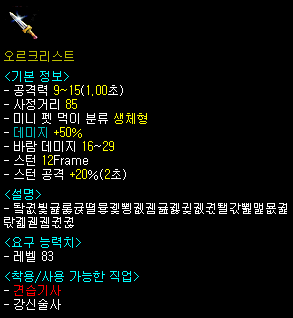 오르크리스트
<기본 정보>
- 공격력 9~15(1,00초)
- 사정거리 85
- 미니 펫 먹이 분류 생체형
- 데미지 +50%
- 바람 데미지 16~29
- 스턴 12Frame
- 스턴 공격 +20%(2초)
<설명>
<요구 능력치>
- 레벨 83
<착용/사용 가능한 직업>
- 견습기사
- 강신술사